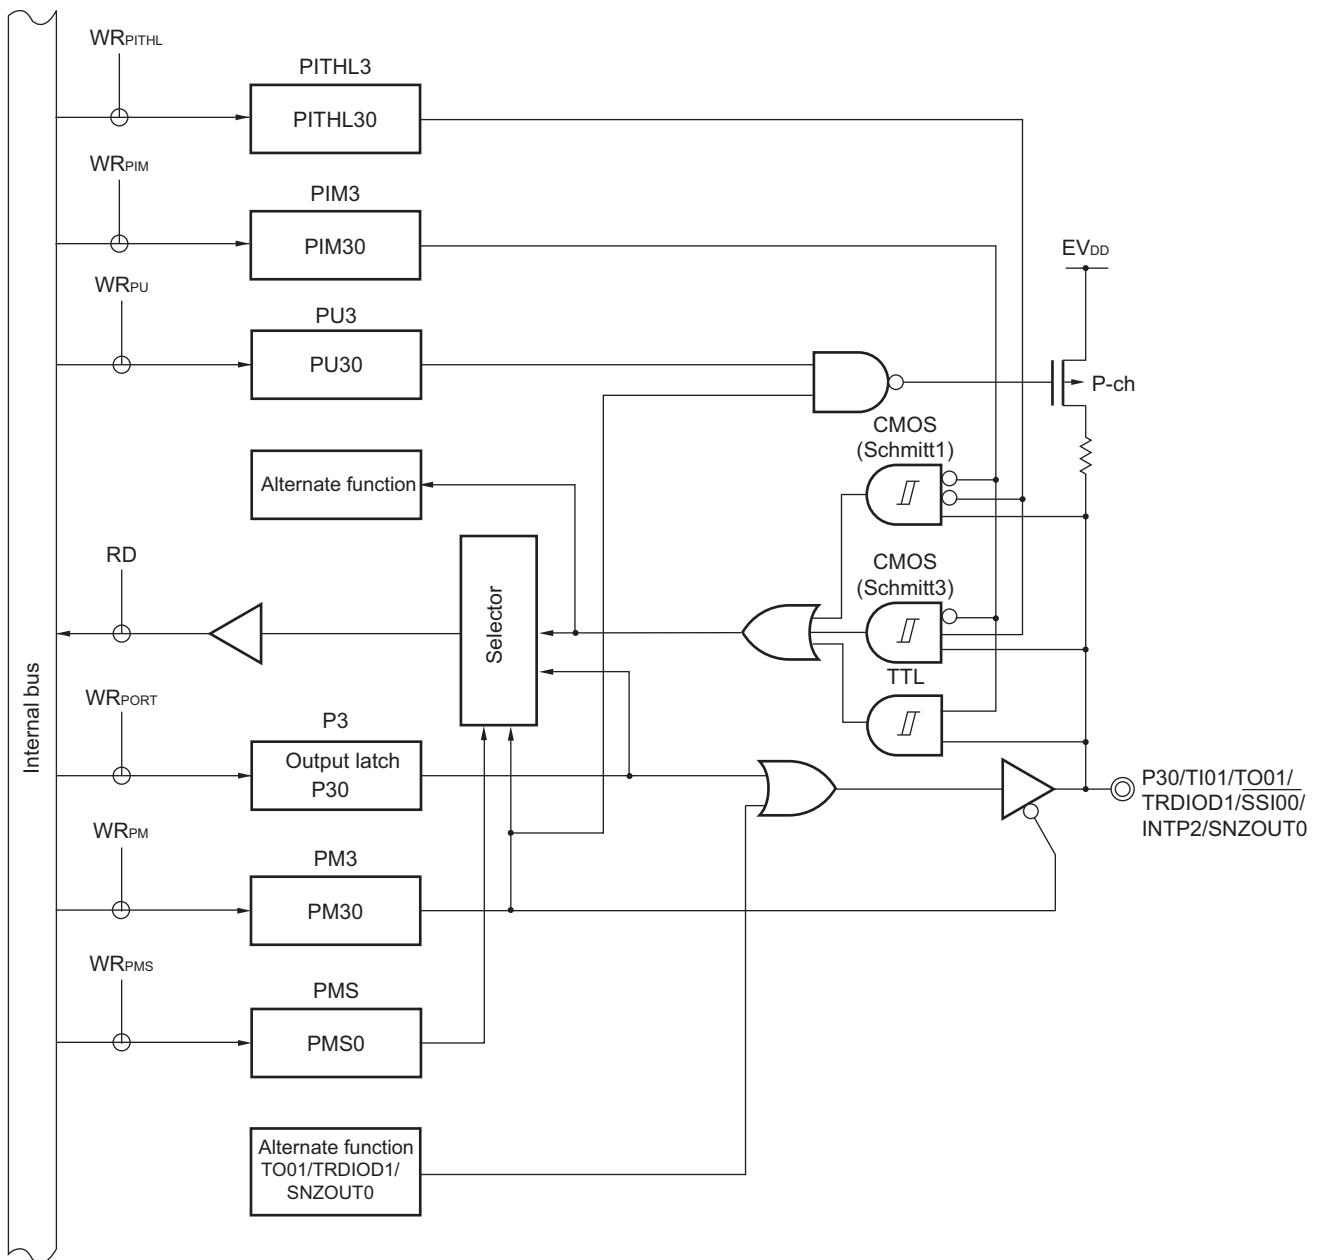 WRPITHL
PITHL3
PITHL30
WRPIM
PIM3
PIM30
EVDD
WRPU
PU3
PU30
P-ch
CMOS
(Schmitt1)
Alternate function
RD
Selector
CMOS
(Schmitt3)
TTL
Internal bus
WRPORT
P3
Output latch
P30
P30/TI01/TO01/
TRDIOD1/SSI00/
INTP2/SNZOUT0
WRPM
PM3
PM30
WRPMS
PMS
PMS0
Alternate function
TO01/TRDIOD1/
SNZOUT0